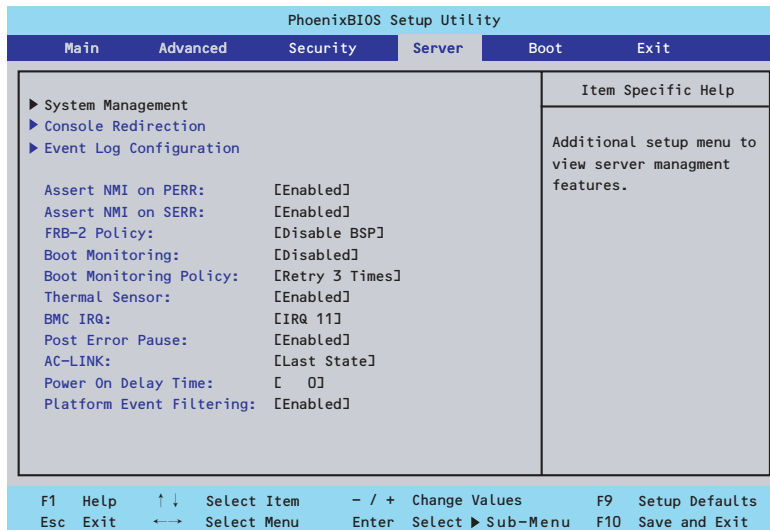 PhoenixBIOS Setup Utility
Main Advanced Security Server Boot Exit
▶ System Management
▶ Console Redirection
▶ Event Log Configuration
Assert NMI on PERR: [Enabled]
Assert NMI on SERR: [Enabled]
FRB-2 Policy: [Disable BSP]
Boot Monitoring: [Disabled]
Boot Monitoring Policy: [Retry 3 Times]
Thermal Sensor: [Enabled]
BMC IRQ: [IRQ 11]
Post Error Pause: [Enabled]
AC-LINK: [Last State]
Power On Delay Time: [ 0]
Platform Event Filtering: [Enabled]
Item Specific Help
Additional setup menu to
view server managment
features.
F1 Help ↑↓ Select Item - / + Change Values F9 Setup Defaults
Esc Exit ←→ Select Menu Enter Select ▶ Sub-Menu F10 Save and Exit